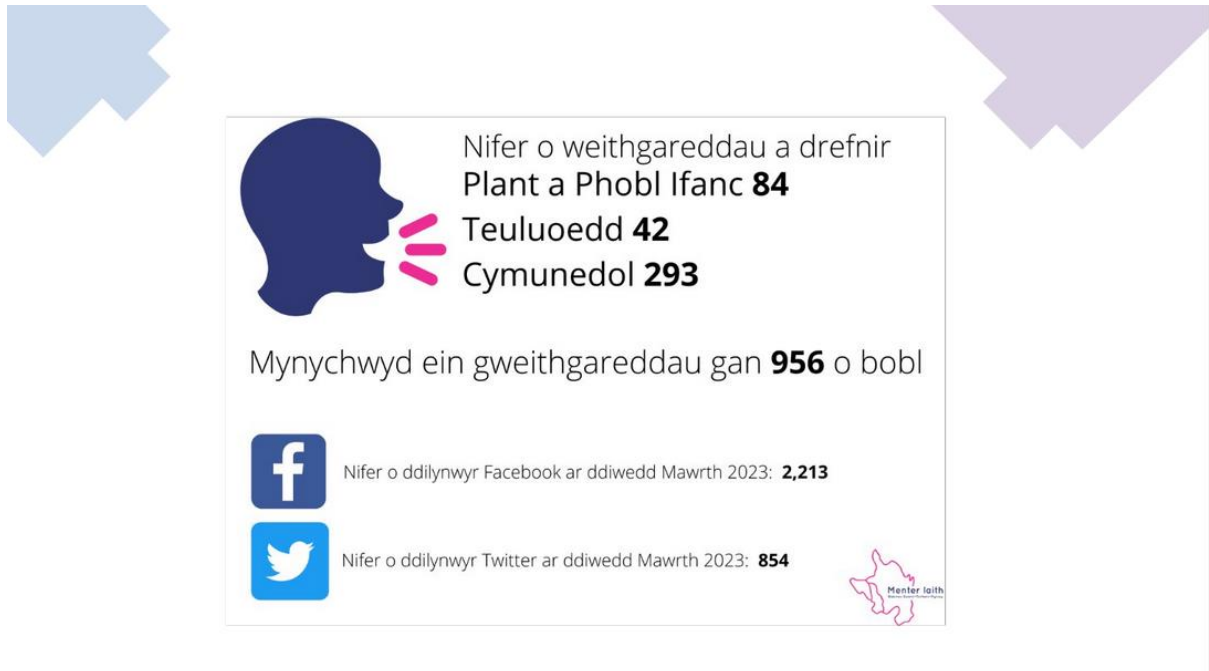 Nifer o weithgareddau a drefnir
Plant a Phobl Ifanc 84
Teuluoedd 42
Cymunedol 293
Mynychwyd ein gweithgareddau gan 956 o bobl
Nifer o ddilynwyr Facebook ar ddiwedd Mawrth 2023: 2,213
Nifer o ddilynwyr Twitter ar ddiwedd Mawrth 2023: 854
Menter Iaith